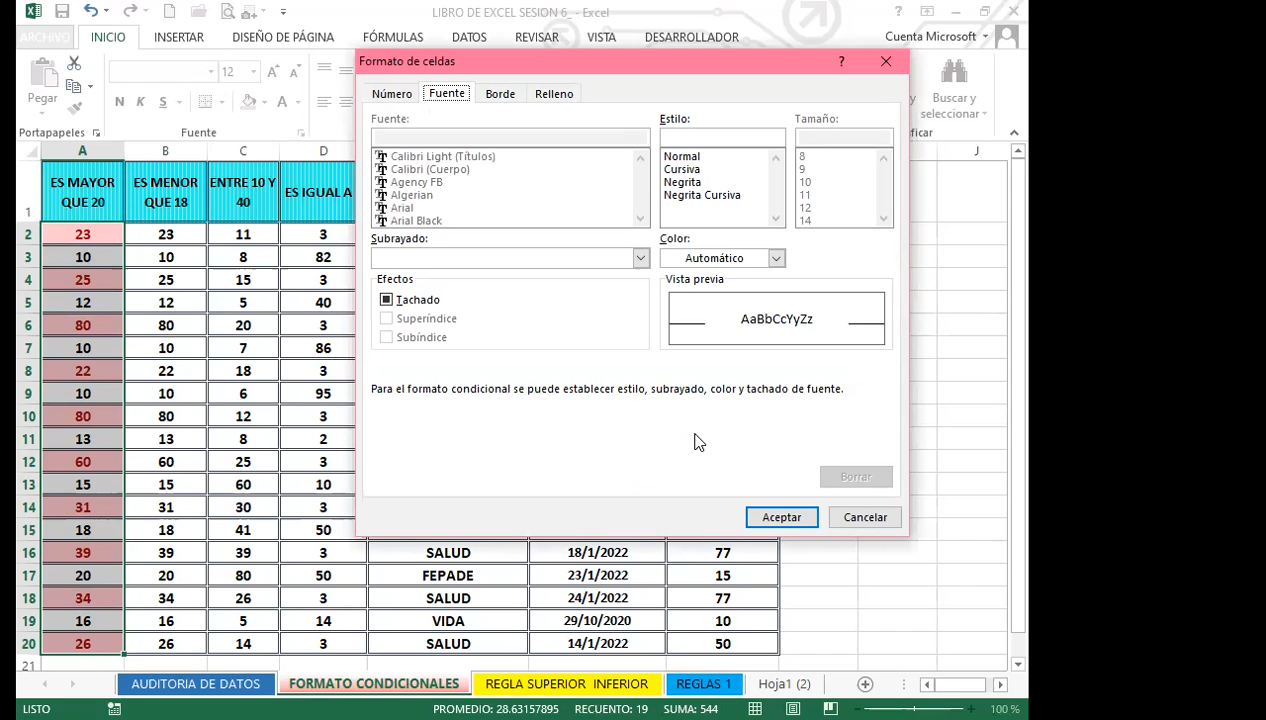 LIBRO DE EXCEL SESION 6_ - Excel
ARCHIVO INICIO INSERTAR DISEÑO DE PÁGINA FÓRMULAS DATOS REVISAR VISTA DESARROLLADOR Cuenta Microsoft
12
Pegar
N K S A
Buscar y
seleccionar
Portapapeles Fuente
Formato de celdas
Número Fuente Borde Relleno
Fuente: Estilo: Tamaño:
Calibri Light (Títulos) Normal 8
Calibri (Cuerpo) Cursiva 9
Agency FB Negrita 10
Algerian Negrita Cursiva 11
Arial 12
Arial Black 14
Subrayado: Color:
Automático
Efectos Vista previa
Tachado
Superíndice AaBbCcYyZz
Subíndice
Para el formato condicional se puede establecer estilo, subrayado, color y tachado de fuente.
Borrar
Aceptar Cancelar
A B C D J
1 ES MAYOR QUE 20 ES MENOR QUE 18 ENTRE 10 Y 40 ES IGUAL A
2 23 23 11 3
3 10 10 8 82
4 25 25 15 3
5 12 12 5 40
6 80 80 20 3
7 10 10 7 86
8 22 22 18 3
9 10 10 6 95
10 80 80 12 3
11 13 13 8 2
12 60 60 25 3
13 15 15 60 10
14 31 31 30 3
15 18 18 41 50
16 39 39 39 3 SALUD 18/1/2022 77
17 20 20 80 50 FEPADE 23/1/2022 15
18 34 34 26 3 SALUD 24/1/2022 77
19 16 16 5 14 VIDA 29/10/2020 10
20 26 26 14 3 SALUD 14/1/2022 50
21
AUDITORIA DE DATOS FORMATO CONDICIONALES REGLA SUPERIOR INFERIOR REGLAS 1 Hoja1 (2)
LISTO PROMEDIO: 28.63157895 RECUENTO: 19 SUMA: 544 100 %